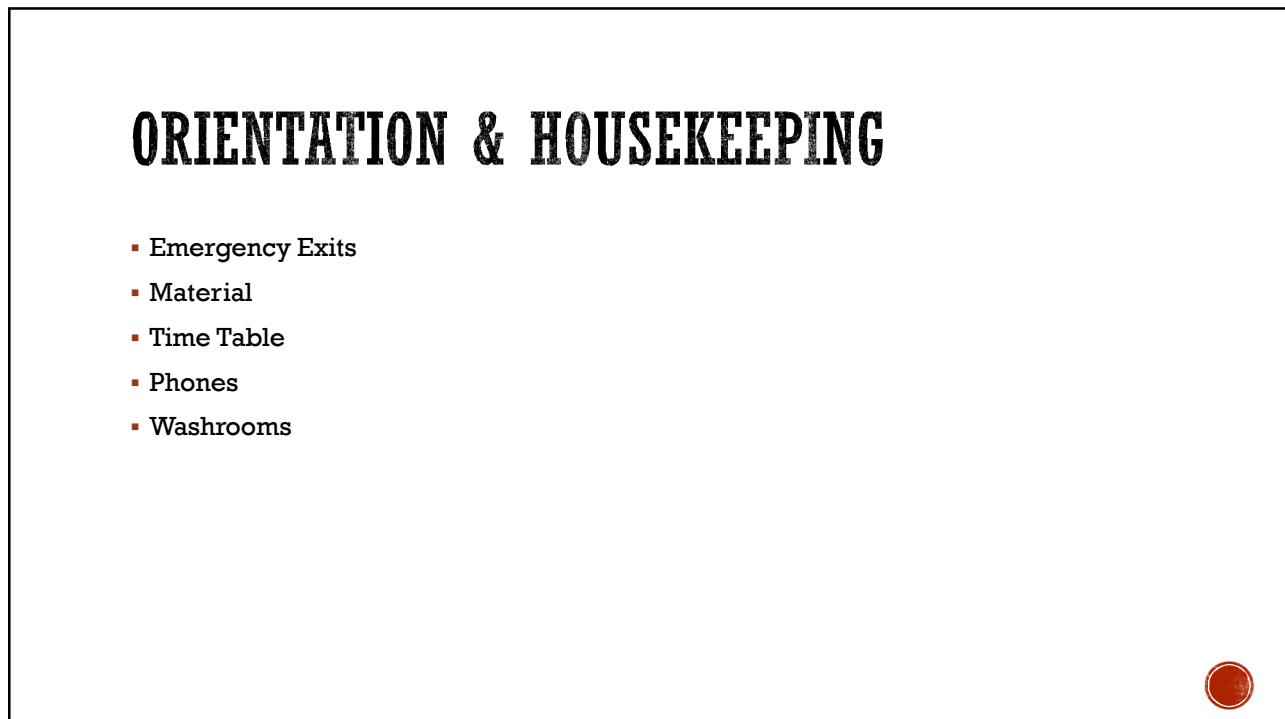 ORIENTATION & HOUSEKEEPING
▪ Emergency Exits
▪ Material
▪ Time Table
▪ Phones
▪ Washrooms